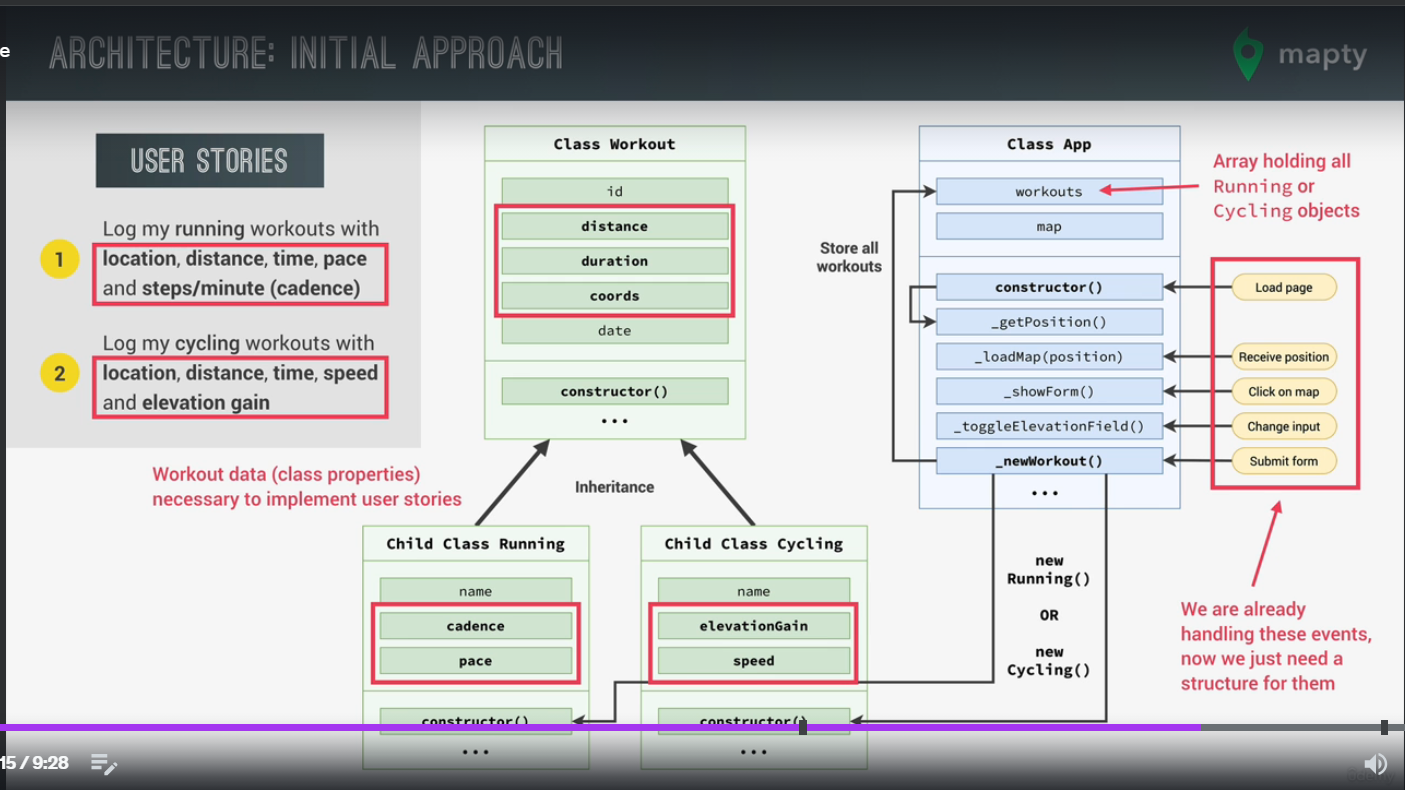 e
ARCHITECTURE: INITIAL APPROACH
mapty
USER STORIES
1
Log my running workouts with
location, distance, time, pace
and steps/minute (cadence)
2
Log my cycling workouts with
location, distance, time, speed
and elevation gain
Workout data (class properties)
necessary to implement user stories
Class Workout
id
distance
duration
coords
date
constructor()
...
Inheritance
Child Class Running
name
cadence
pace
constructor()
...
Child Class Cycling
name
elevationGain
speed
constructor()
...
Class App
workouts
map
constructor()
_getPosition()
_loadMap(position)
_showForm()
_toggleElevationField()
_newWorkout()
...
Store all
workouts
Array holding all
Running or
Cycling objects
Load page
Receive position
Click on map
Change input
Submit form
new
Running()
OR
new
Cycling()
We are already
handling these events,
now we just need a
structure for them
15 / 9:28